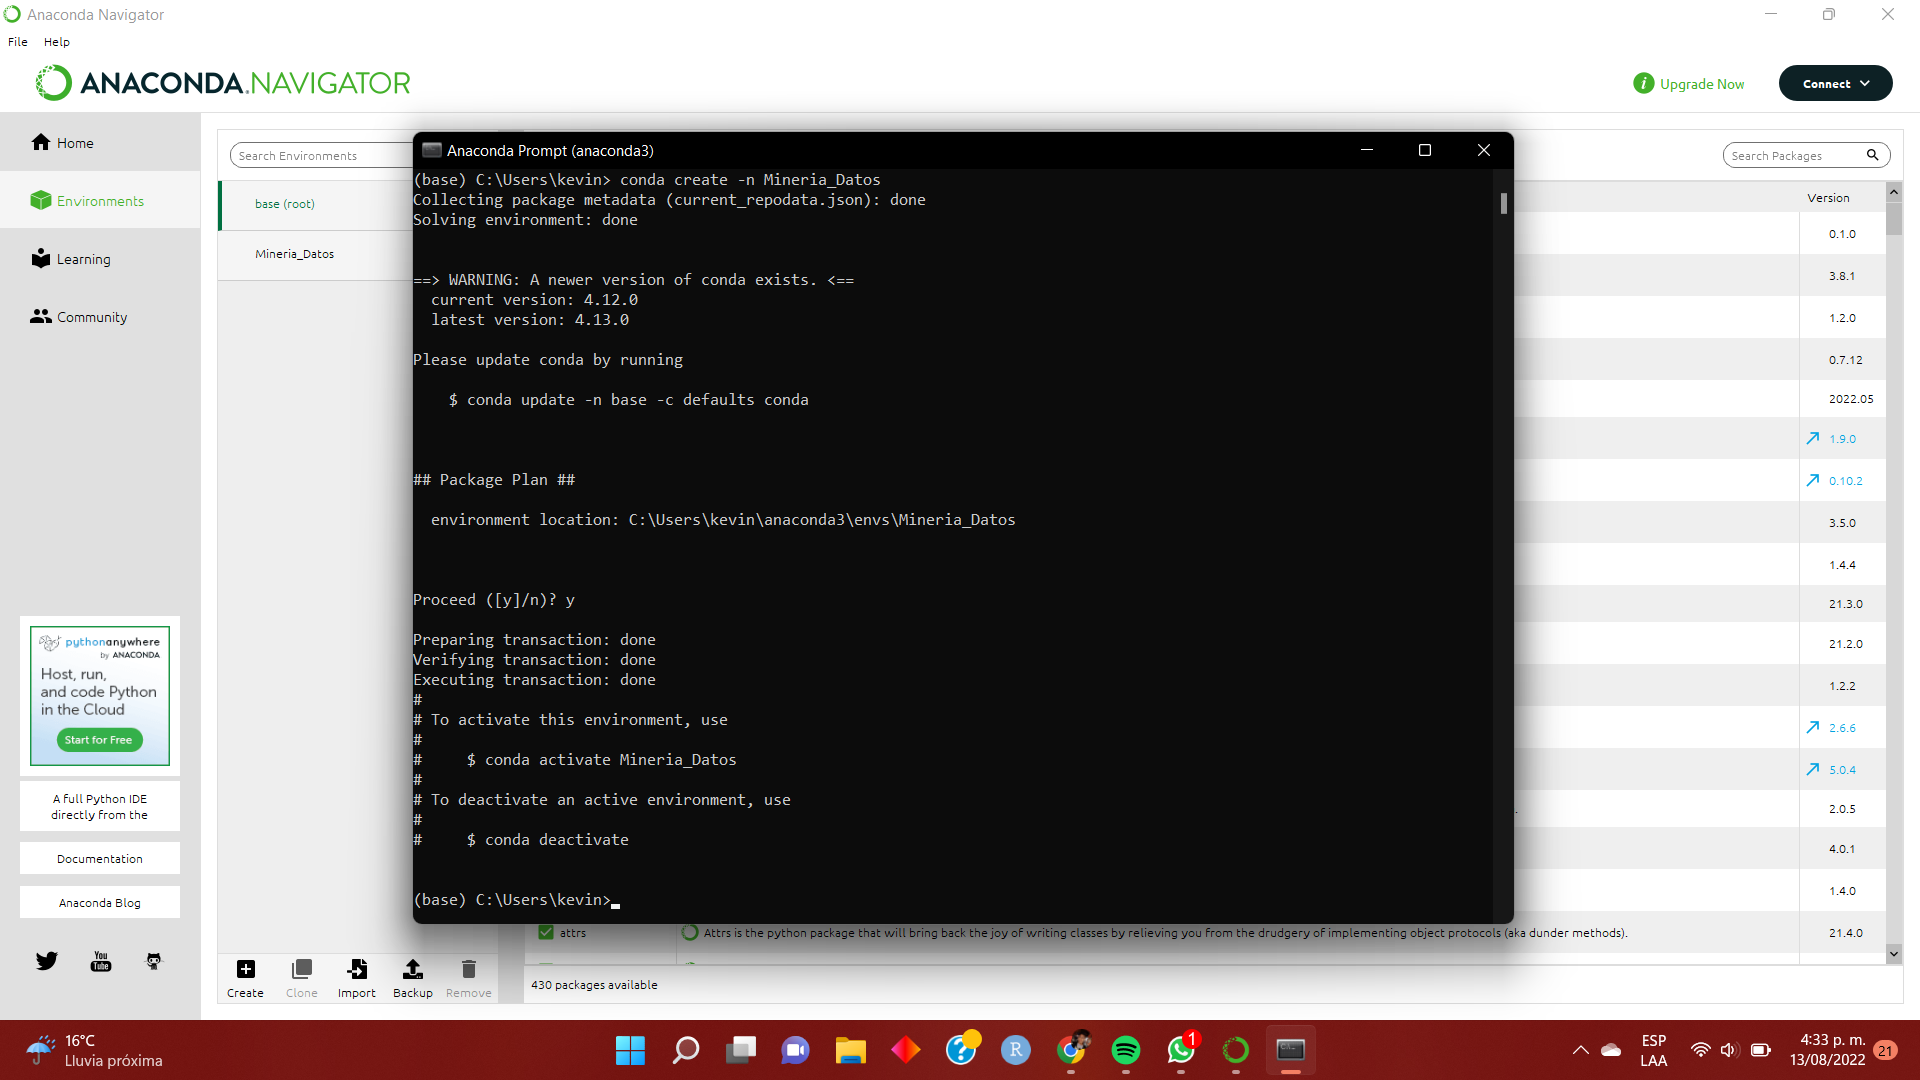 Anaconda Navigator
File Help
ANACONDA.NAVIGATOR
Upgrade Now
Connect
Home
Environments
Learning
Community
pythonanywhere
by ANACONDA
Host, run,
and code Python
in the Cloud
Start for Free
A full Python IDE
directly from the
Documentation
Anaconda Blog
You
Tube
Search Environments
base (root)
Mineria_Datos
Create
Clone
Import
Backup
Remove
Anaconda Prompt (anaconda3)
(base) C:\Users\kevin> conda create -n Mineria_Datos
Collecting package metadata (current_repodata.json): done
Solving environment: done
==> WARNING: A newer version of conda exists. <==
current version: 4.12.0
latest version: 4.13.0
Please update conda by running
$ conda update -n base -c defaults conda
## Package Plan ##
environment location: C:\Users\kevin\anaconda3\envs\Mineria_Datos
Proceed ([y]/n)? y
Preparing transaction: done
Verifying transaction: done
Executing transaction: done
#
# To activate this environment, use
#
#     $ conda activate Mineria_Datos
#
# To deactivate an active environment, use
#
#     $ conda deactivate
(base) C:\Users\kevin>
Search Packages
Version
0.1.0
3.8.1
1.2.0
0.7.12
2022.05
1.9.0
0.10.2
3.5.0
1.4.4
21.3.0
21.2.0
1.2.2
2.6.6
5.0.4
2.0.5
4.0.1
1.4.0
attrs
Attrs is the python package that will bring back the joy of writing classes by relieving you from the drudgery of implementing object protocols (aka dunder methods).
21.4.0
430 packages available
16°C
Lluvia próxima
R
1
ESP
LAA
4:33 p. m.
13/08/2022
21